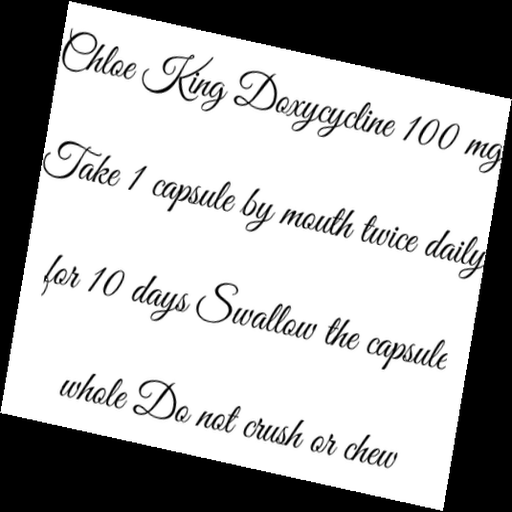 Chloe King Doxycycline 100 mg
Take 1 capsule by mouth twice daily
for 10 days Swallow the capsule
whole Do not crush or chew